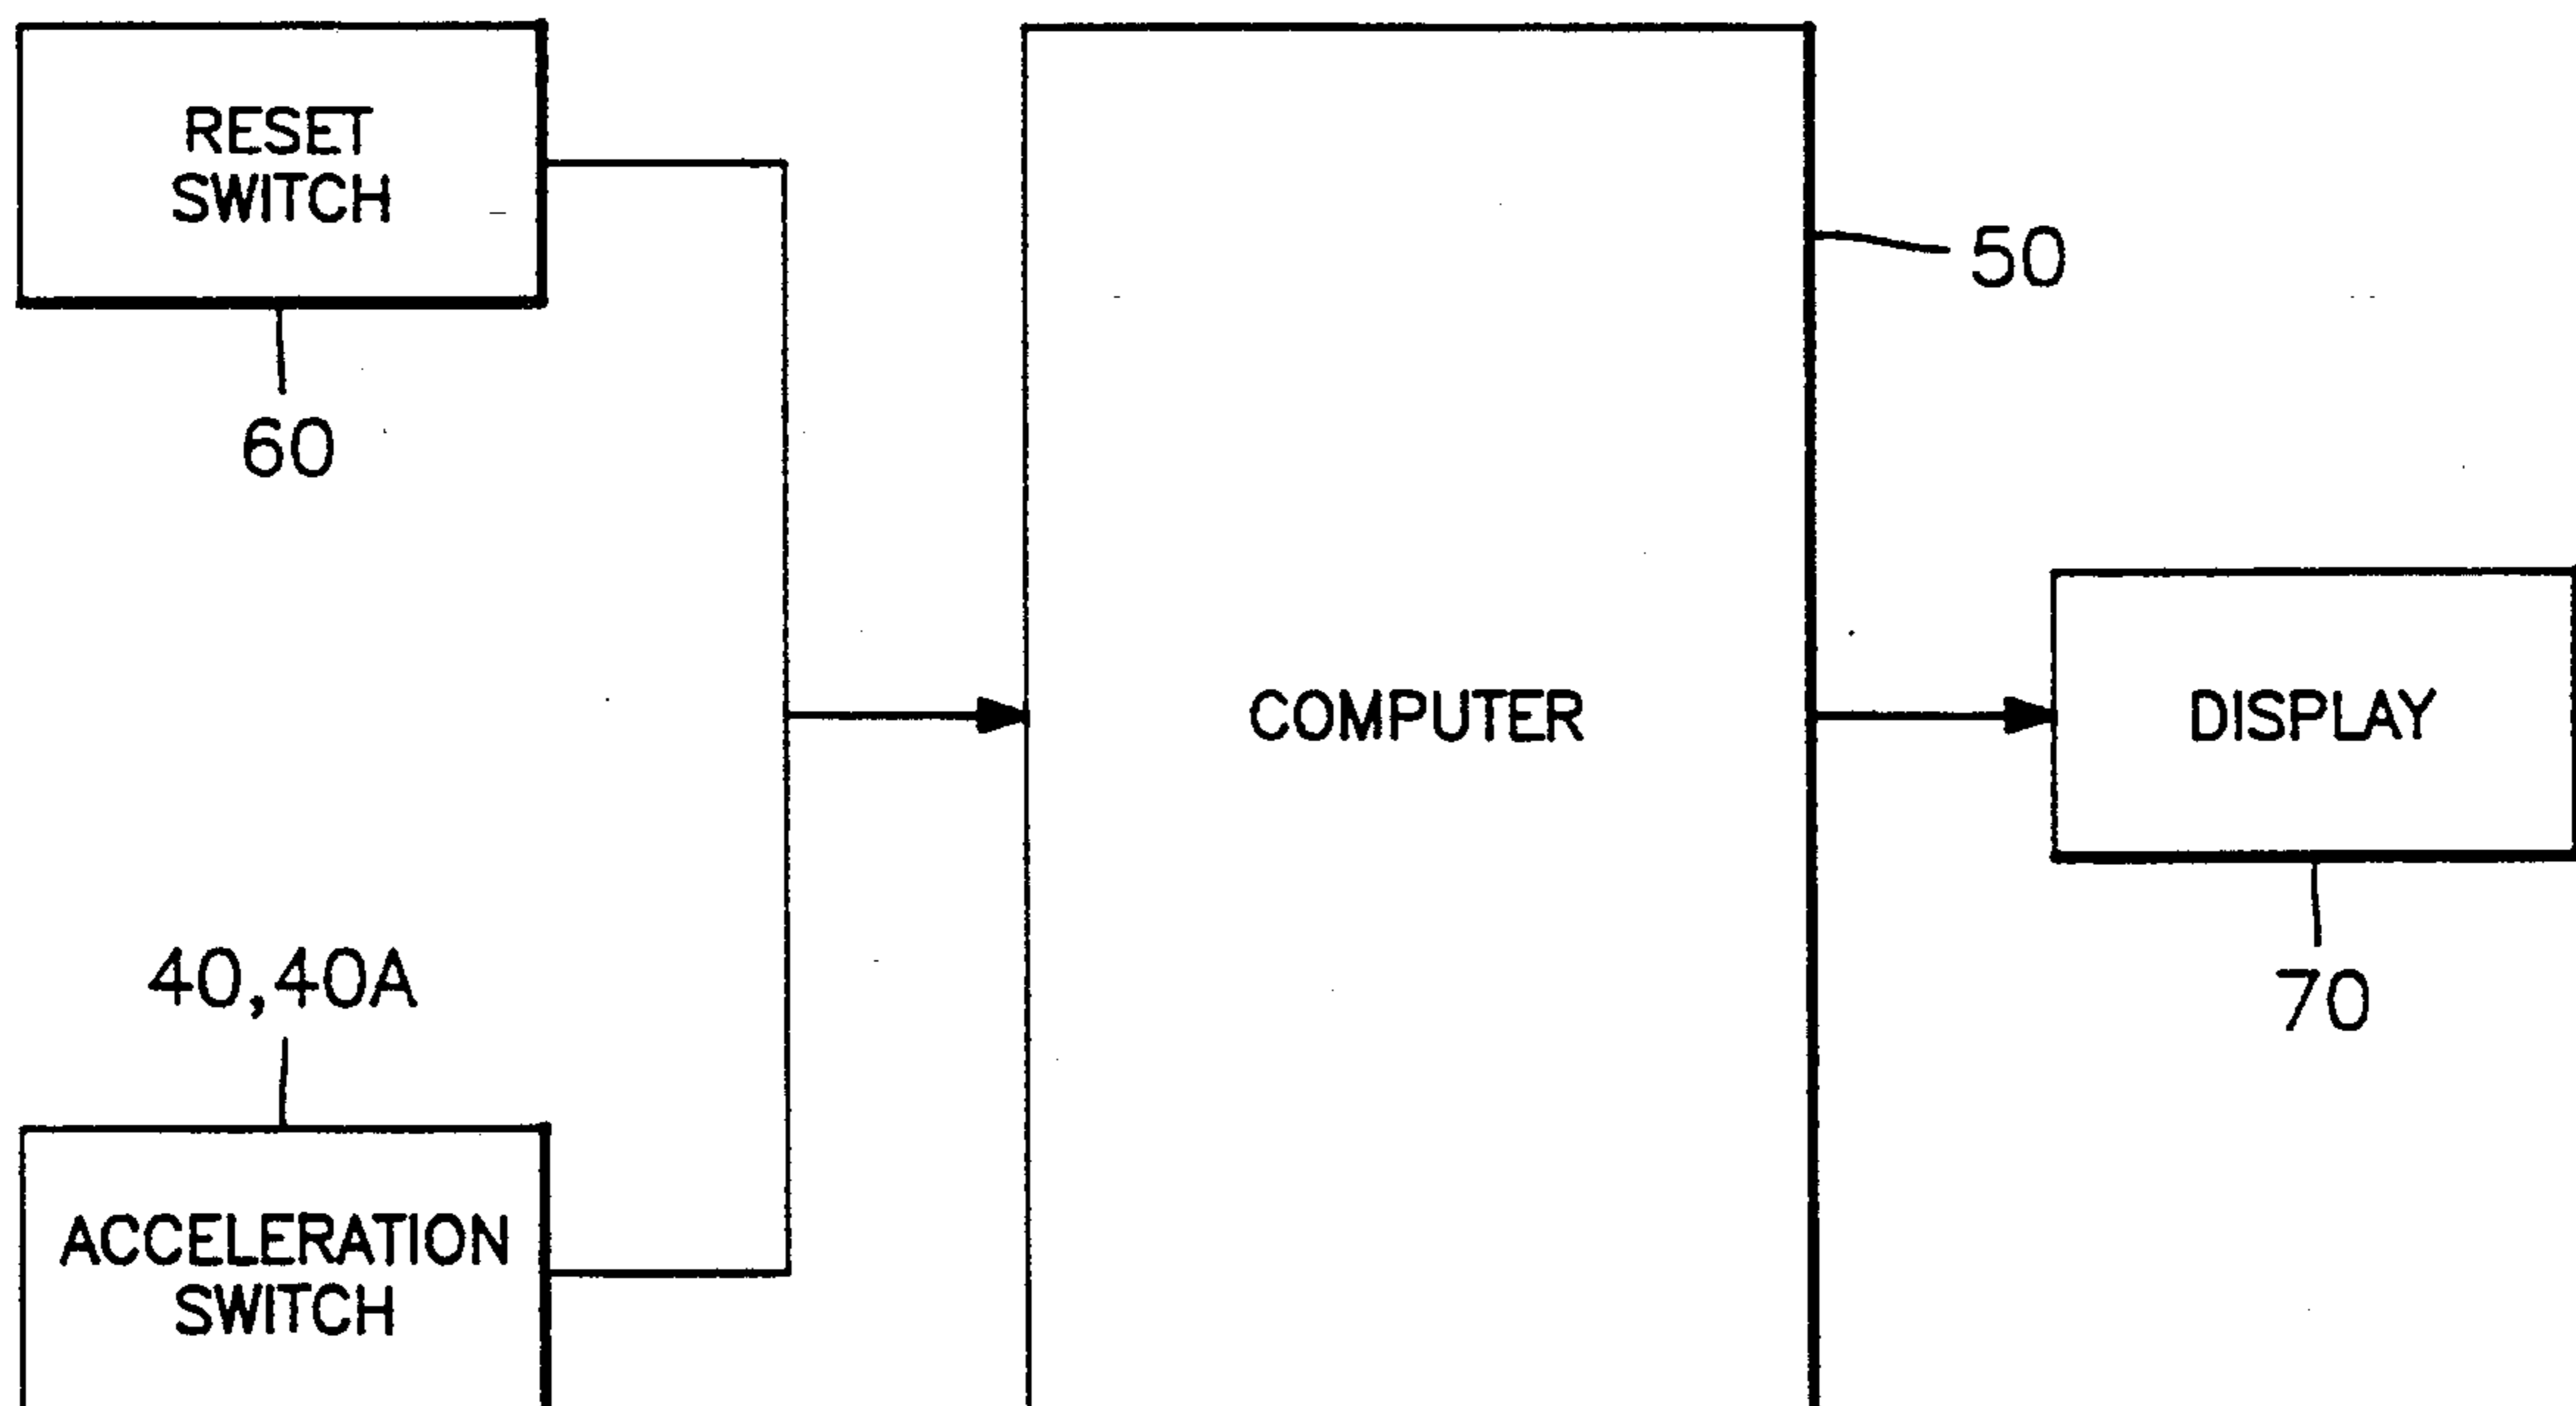 RESET
SWITCH
60
50
COMPUTER
DISPLAY
70
40,40A
ACCELERATION
SWITCH